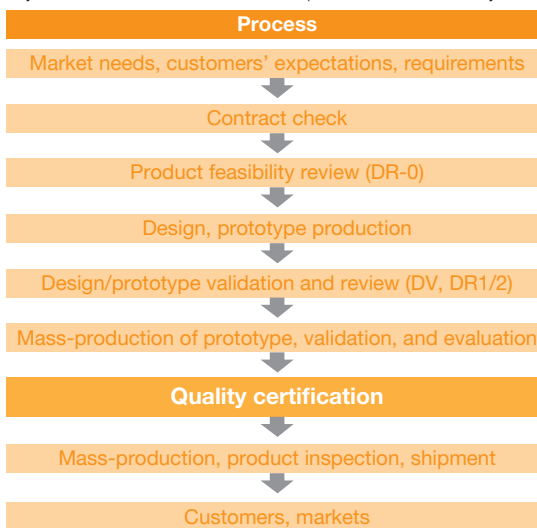 Process
Market needs, customers' expectations, requirements
Contract check
Product feasibility review (DR-0)
Design, prototype production
Design/prototype validation and review (DV, DR1/2)
Mass-production of prototype, validation, and evaluation
Quality certification
Mass-production, product inspection, shipment
Customers, markets